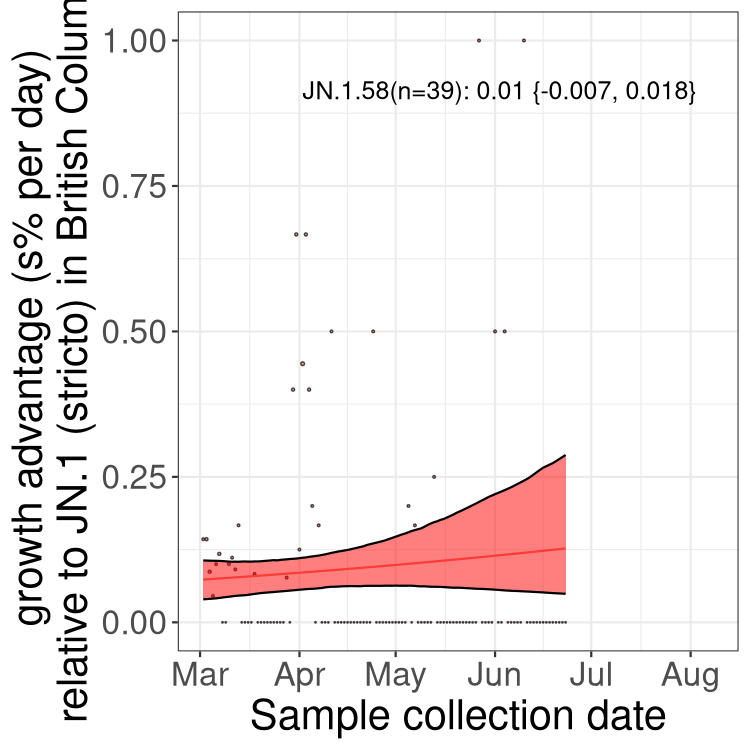 growth advantage (s% per day)
relative to JN.1 (stricto) in British Colum
1.00
0.75
0.50
0.25
0.00
JN.1.58(n=39): 0.01 {-0.007, 0.018}
Mar Apr May Jun Jul Aug
Sample collection date